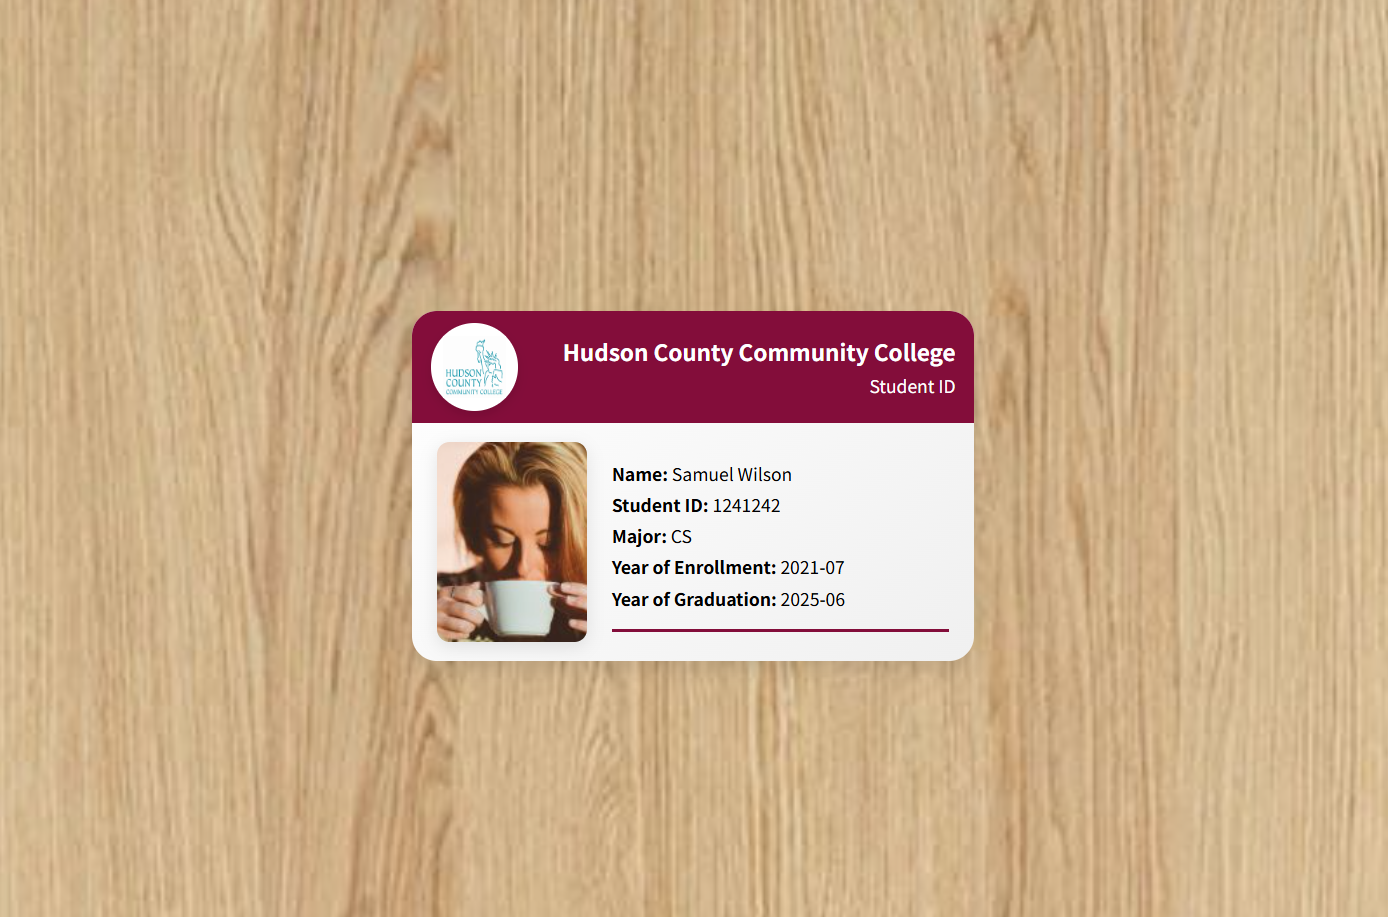 HUDSON
COUNTY
COMMUNITY COLLEGE
Hudson County Community College
Student ID
Name: Samuel Wilson
Student ID: 1241242
Major: CS
Year of Enrollment: 2021-07
Year of Graduation: 2025-06